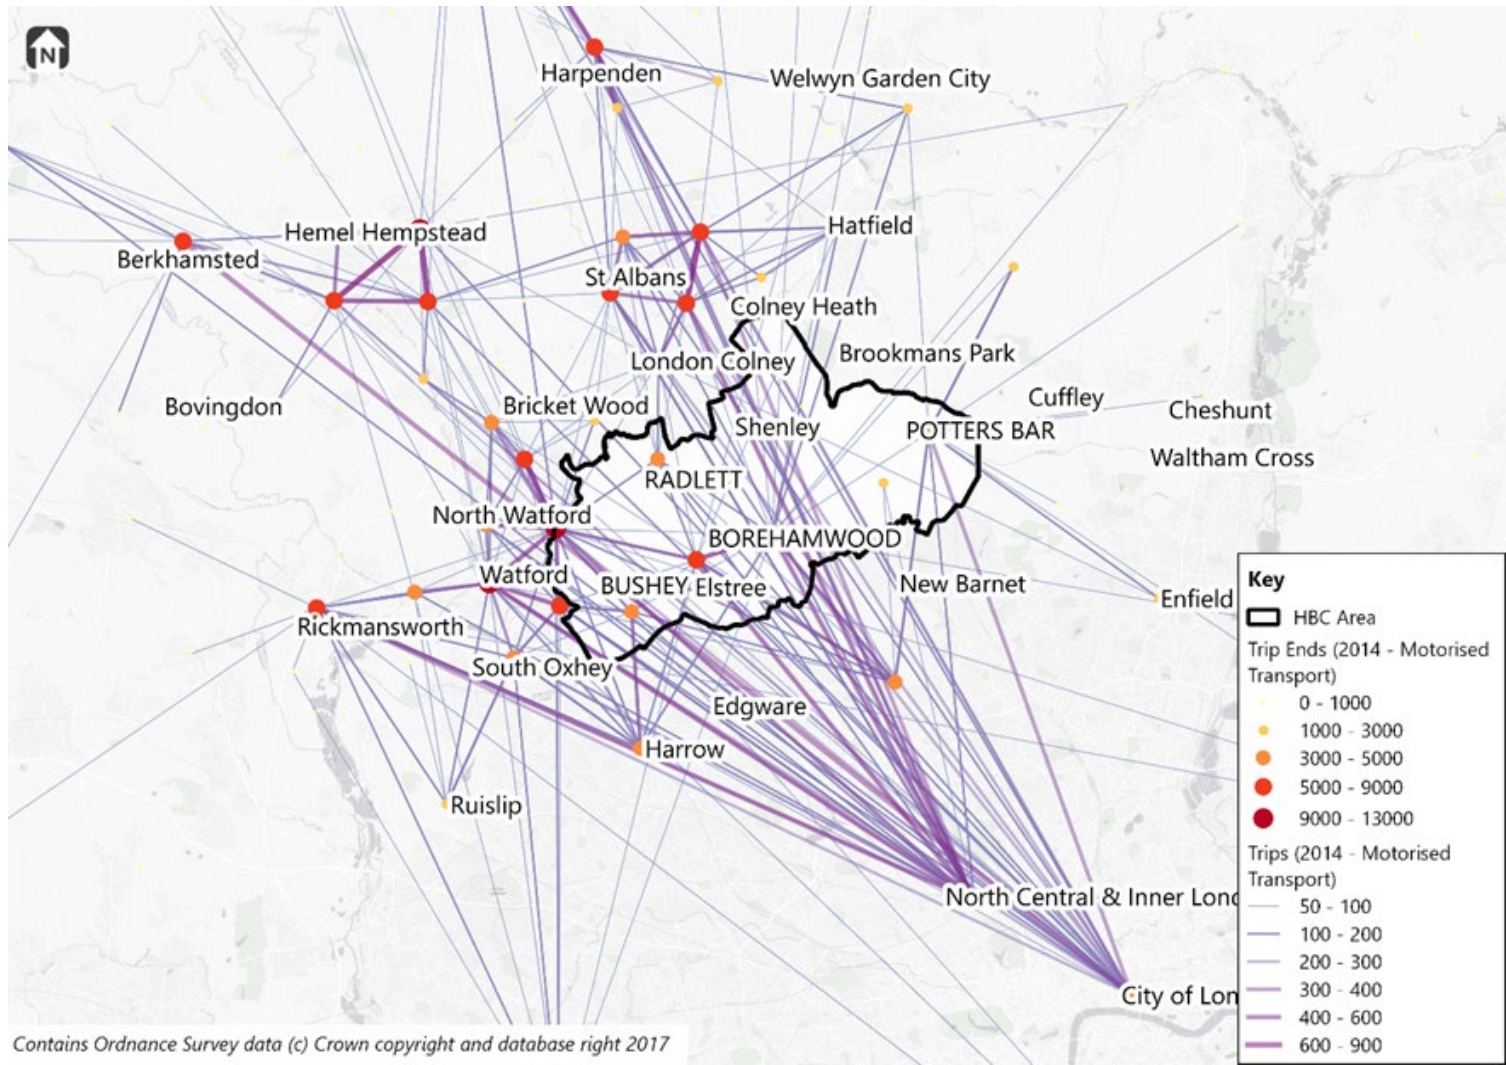 N
Harpenden
Welwyn Garden City
Hemel Hempstead
Hatfield
Berkhamsted
St Albans
Colney Heath
London Colney
Brookmans Park
Bovingdon
Bricket Wood
Cuffley
Cheshunt
Shenley
POTTERS BAR
Waltham Cross
RADLETT
North Watford
BOREHAMWOOD
Watford
BUSHEY
Elstree
New Barnet
Enfield
Rickmansworth
South Oxhey
Edgware
Harrow
Ruislip
North Central & Inner Lon
City of Lon
Key
HBC Area
Trip Ends (2014 - Motorised
Transport)
0 - 1000
1000 - 3000
3000 - 5000
5000 - 9000
9000 - 13000
Trips (2014 - Motorised
Transport)
50 - 100
100 - 200
200 - 300
300 - 400
400 - 600
600 - 900
Contains Ordnance Survey data (c) Crown copyright and database right 2017